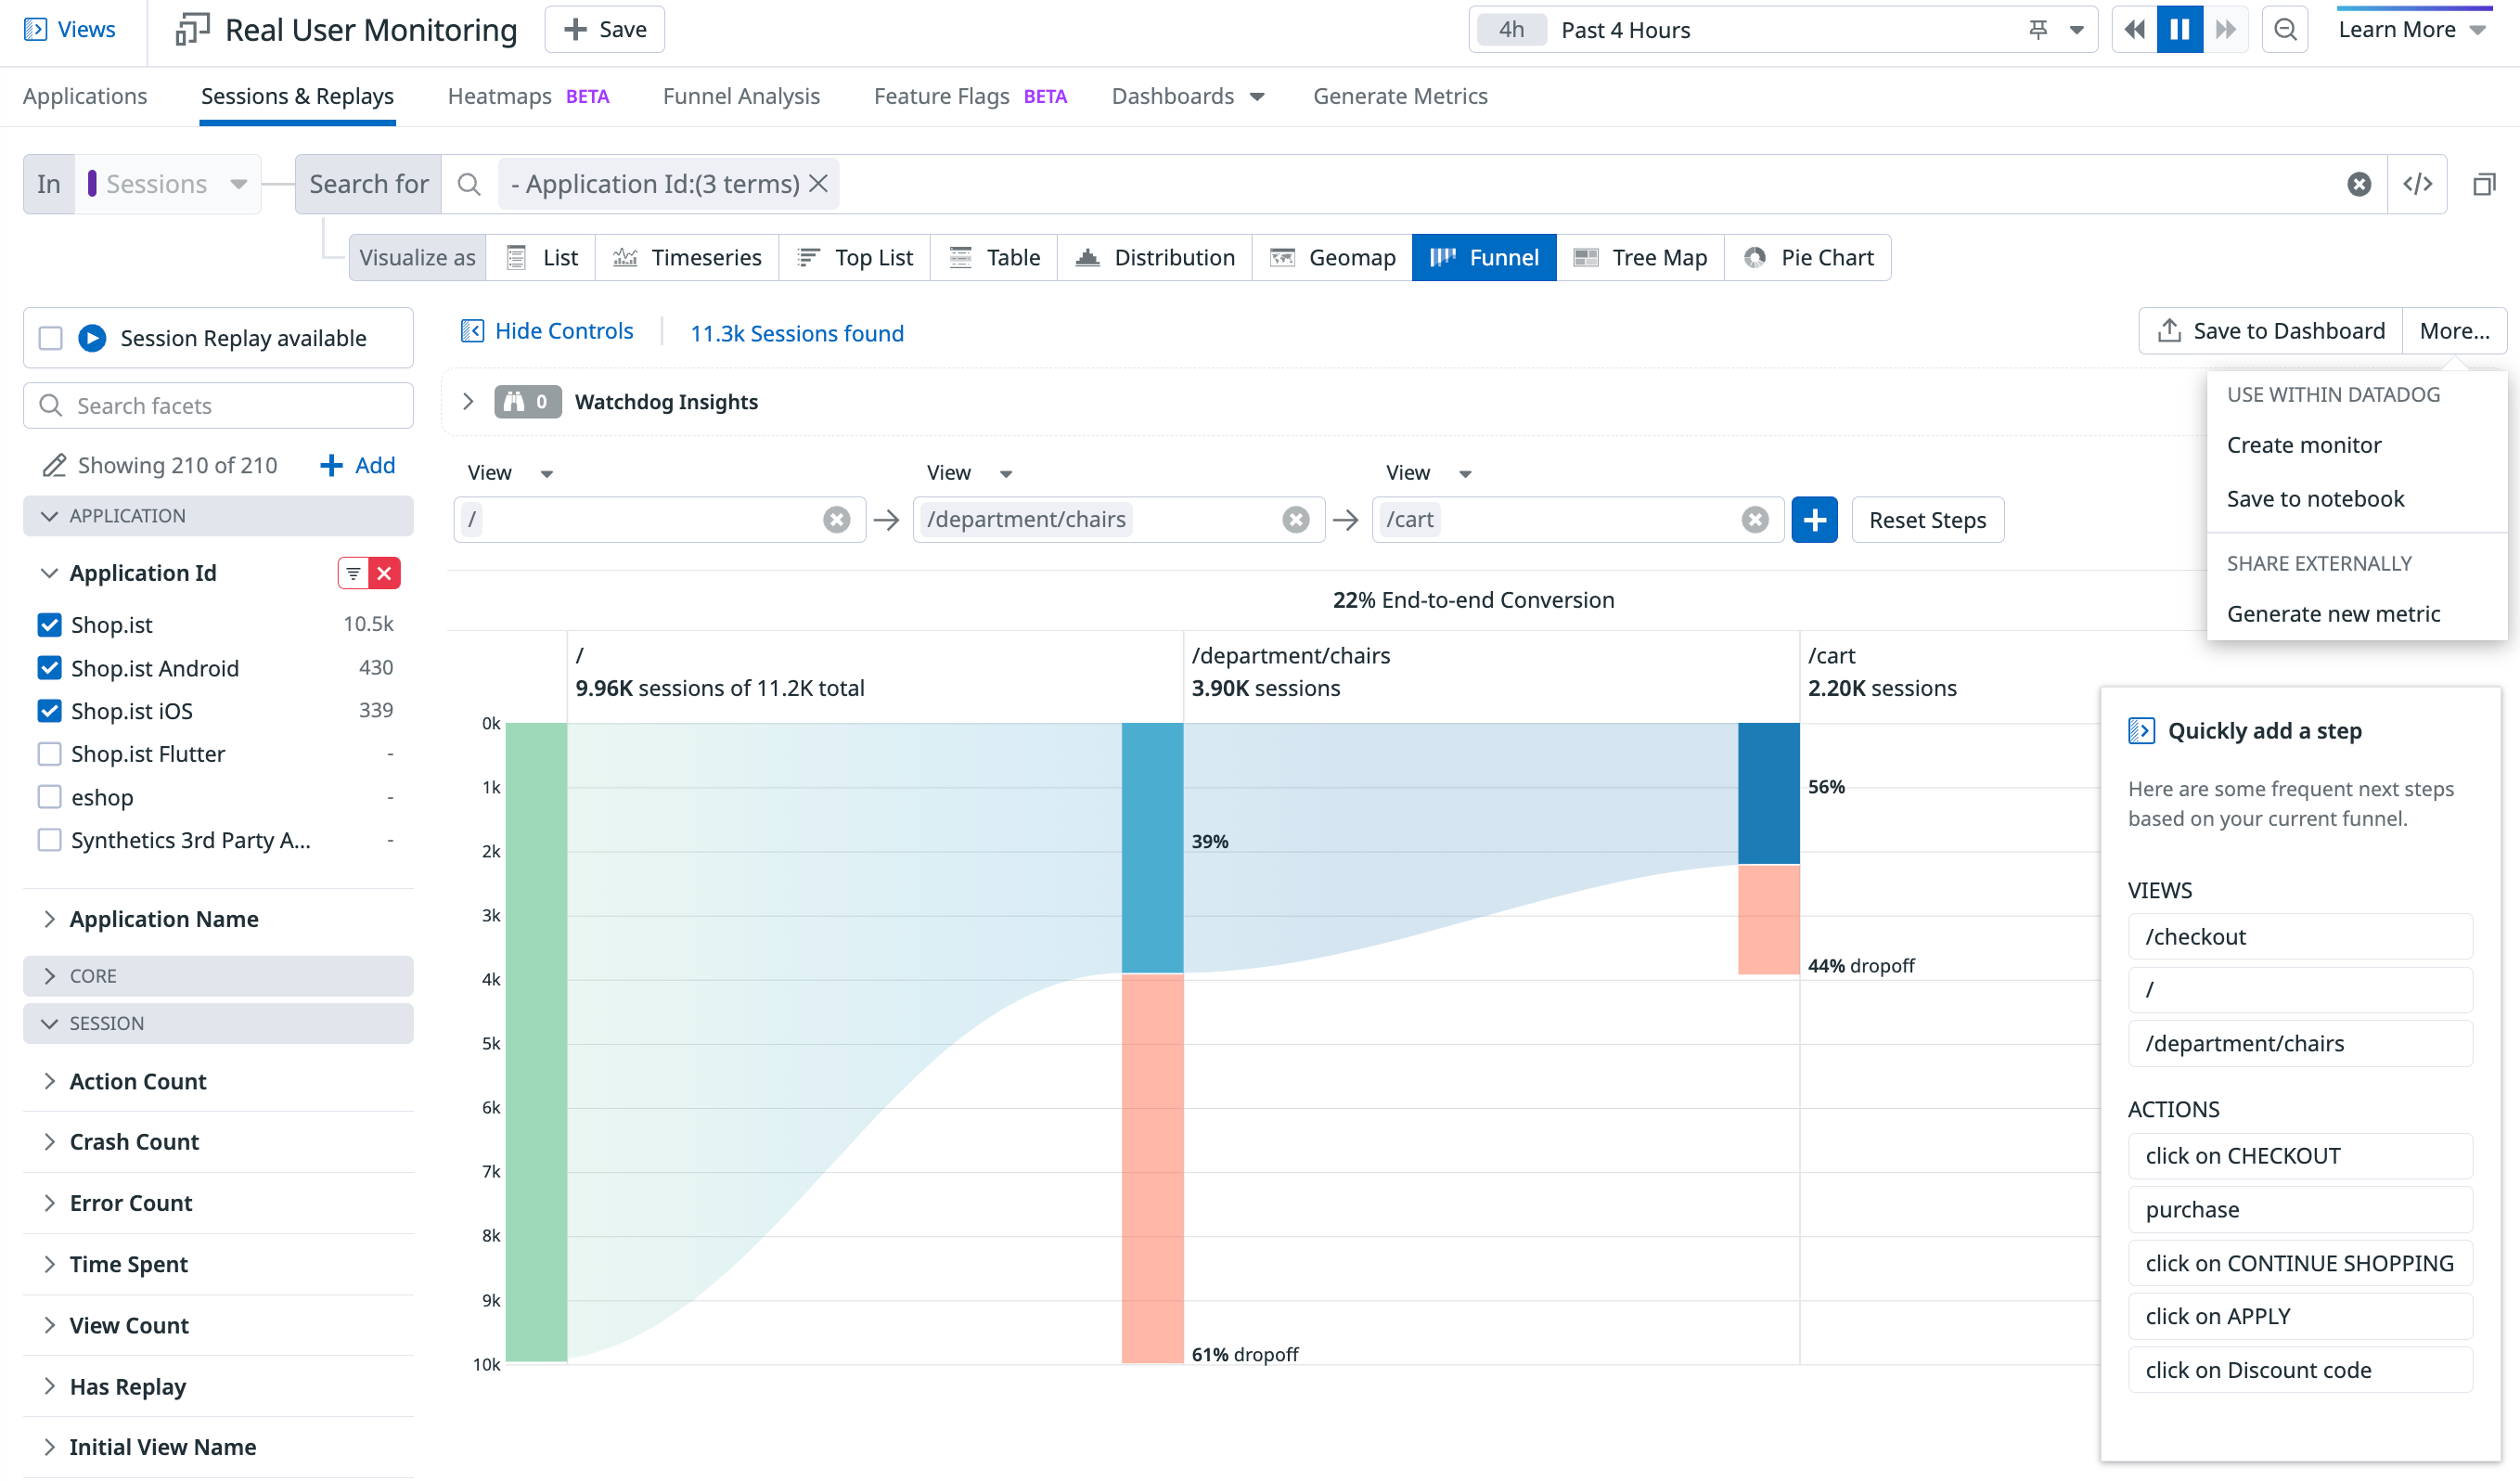 Views
Real User Monitoring
Save
4h Past 4 Hours
Learn More
Applications
Sessions & Replays
Heatmaps BETA
Funnel Analysis
Feature Flags BETA
Dashboards
Generate Metrics
In Sessions
Search for
- Application Id:(3 terms)
</>
Visualize as
List
Timeseries
Top List
Table
Distribution
Geomap
Funnel
Tree Map
Pie Chart
Session Replay available
Search facets
Showing 210 of 210
Add
APPLICATION
Application Id
Shop.ist 10.5k
Shop.ist Android 430
Shop.ist iOS 339
Shop.ist Flutter -
eshop -
Synthetics 3rd Party A... -
Application Name
CORE
SESSION
Action Count
Crash Count
Error Count
Time Spent
View Count
Has Replay
Initial View Name
Hide Controls
11.3k Sessions found
Save to Dashboard
More...
0 Watchdog Insights
USE WITHIN DATADOG
Create monitor
Save to notebook
SHARE EXTERNALLY
Generate new metric
View
/
View
/department/chairs
View
/cart
Reset Steps
22% End-to-end Conversion
/
9.96K sessions of 11.2K total
/department/chairs
3.90K sessions
/cart
2.20K sessions
0k
1k
2k
3k
4k
5k
6k
7k
8k
9k
10k
39%
61% dropoff
56%
44% dropoff
Quickly add a step
Here are some frequent next steps
based on your current funnel.
VIEWS
/checkout
/
/department/chairs
ACTIONS
click on CHECKOUT
purchase
click on CONTINUE SHOPPING
click on APPLY
click on Discount code